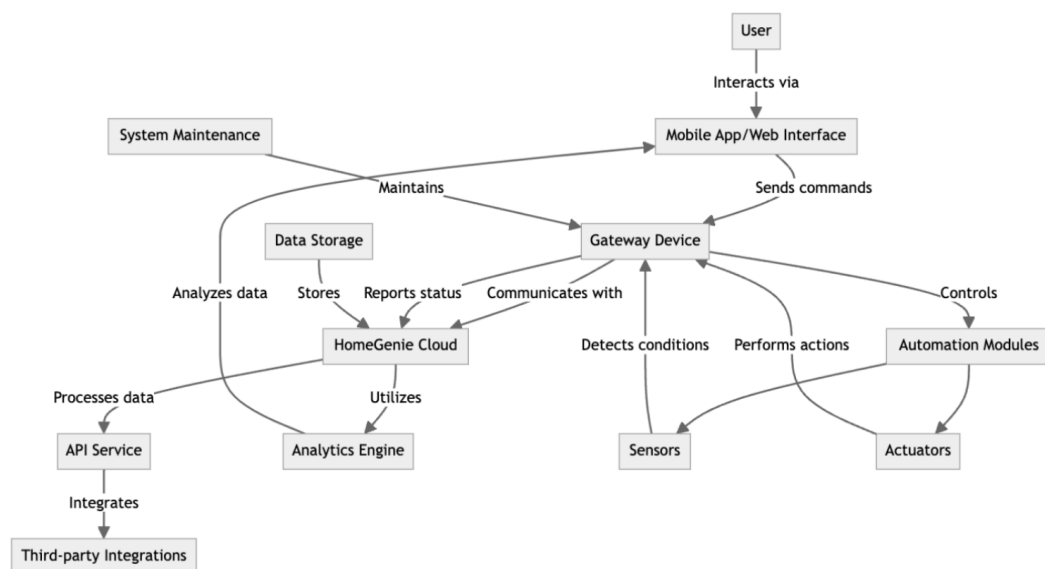 User
Interacts via
System Maintenance
Mobile App/Web Interface
Maintains
Sends commands
Data Storage
Gateway Device
Analyzes data
Stores
Reports status
Communicates with
Controls
HomeGenie Cloud
Detects conditions
Performs actions
Automation Modules
Processes data
Utilizes
API Service
Analytics Engine
Sensors
Actuators
Integrates
Third-party Integrations